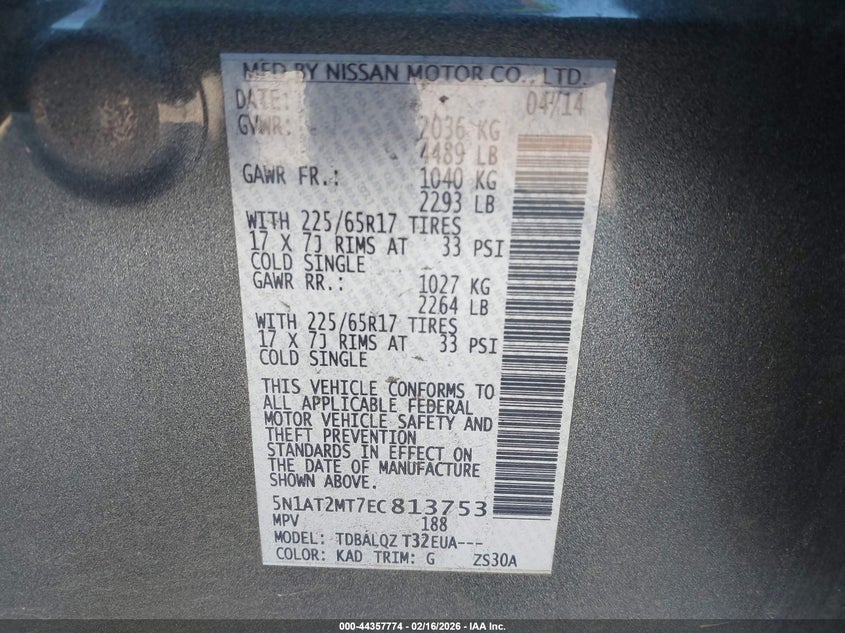 MFD BY NISSAN MOTOR CO., LTD.
DATE: 04/14
GVWR: 2036 KG
4489 LB
GAWR FR.: 1040 KG
2293 LB
WITH 225/65R17 TIRES
17 X 7J RIMS AT 33 PSI
COLD SINGLE
GAWR RR.: 1027 KG
2264 LB
WITH 225/65R17 TIRES
17 X 7J RIMS AT 33 PSI
COLD SINGLE
THIS VEHICLE CONFORMS TO
ALL APPLICABLE FEDERAL
MOTOR VEHICLE SAFETY AND
THEFT PREVENTION
STANDARDS IN EFFECT ON
THE DATE OF MANUFACTURE
SHOWN ABOVE.
5N1AT2MT7EC813753
MPV 188
MODEL: TDBALQZ T32EUA---
COLOR: KAD TRIM: G ZS30A
000-44357774 - 02/16/2026 - IAA Inc.